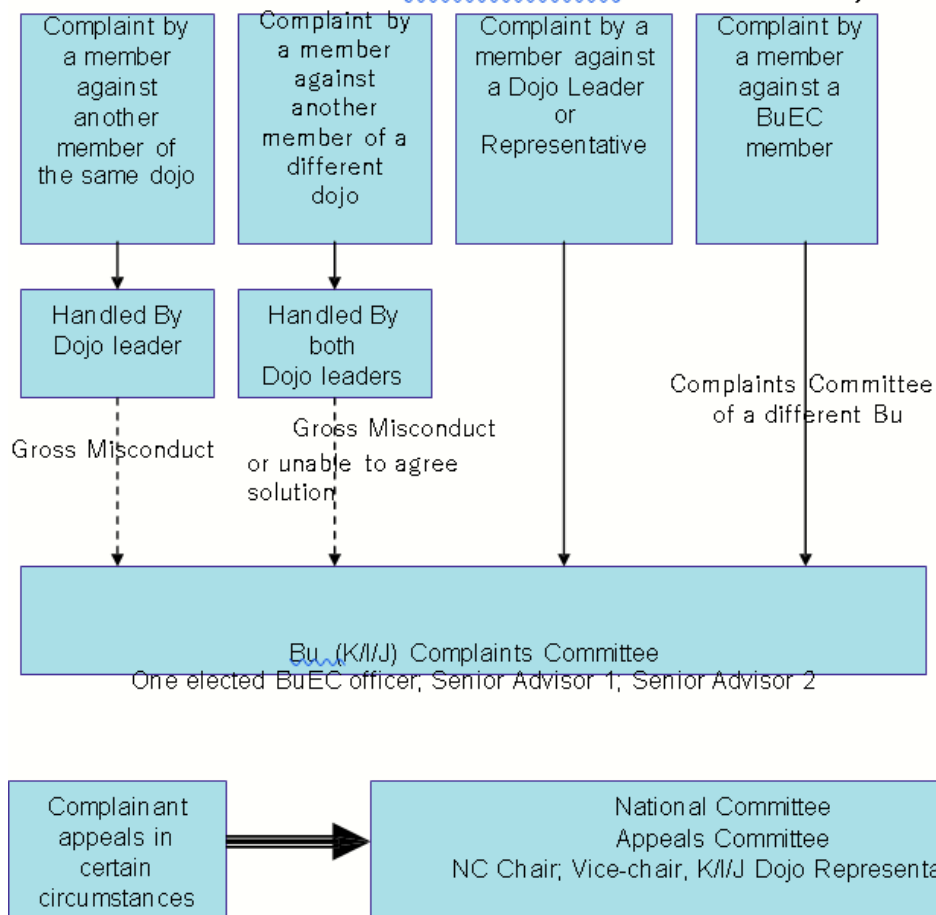 Complaint by
a member
against
another
member of
the same dojo
Complaint by
a member
against
another
member of a
different
dojo
Complaint by a
member against
a Dojo Leader
or
Representative
Complaint by
a member
against a
BuEC
member
Handled By
Dojo leader
Handled By
both
Dojo leaders
Complaints Committee
of a different Bu
Gross Misconduct
Gross Misconduct
or unable to agree
solution
Bu (K/I/J) Complaints Committee
One elected BuEC officer; Senior Advisor 1; Senior Advisor 2
Complainant
appeals in
certain
circumstances
National Committee
Appeals Committee
NC Chair; Vice-chair, K/I/J Dojo Representa